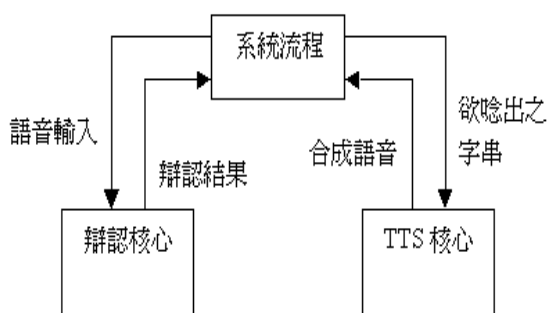 系統流程
語音輸入
辯認結果
合成語音
欲唸出之
字串
辯認核心
TTS 核心